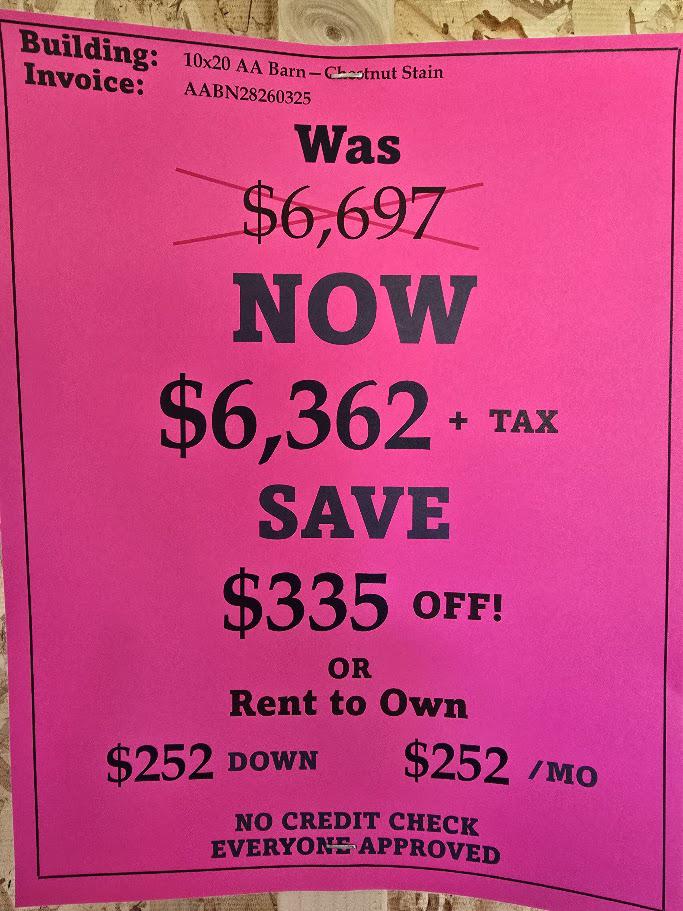 Building: 10x20 AA Barn – Chestnut Stain
Invoice: AABN28260325
Was
$6,697
NOW
$6,362 + TAX
SAVE
$335 OFF!
OR
Rent to Own
$252 DOWN $252 /MO
NO CREDIT CHECK
EVERYONE APPROVED